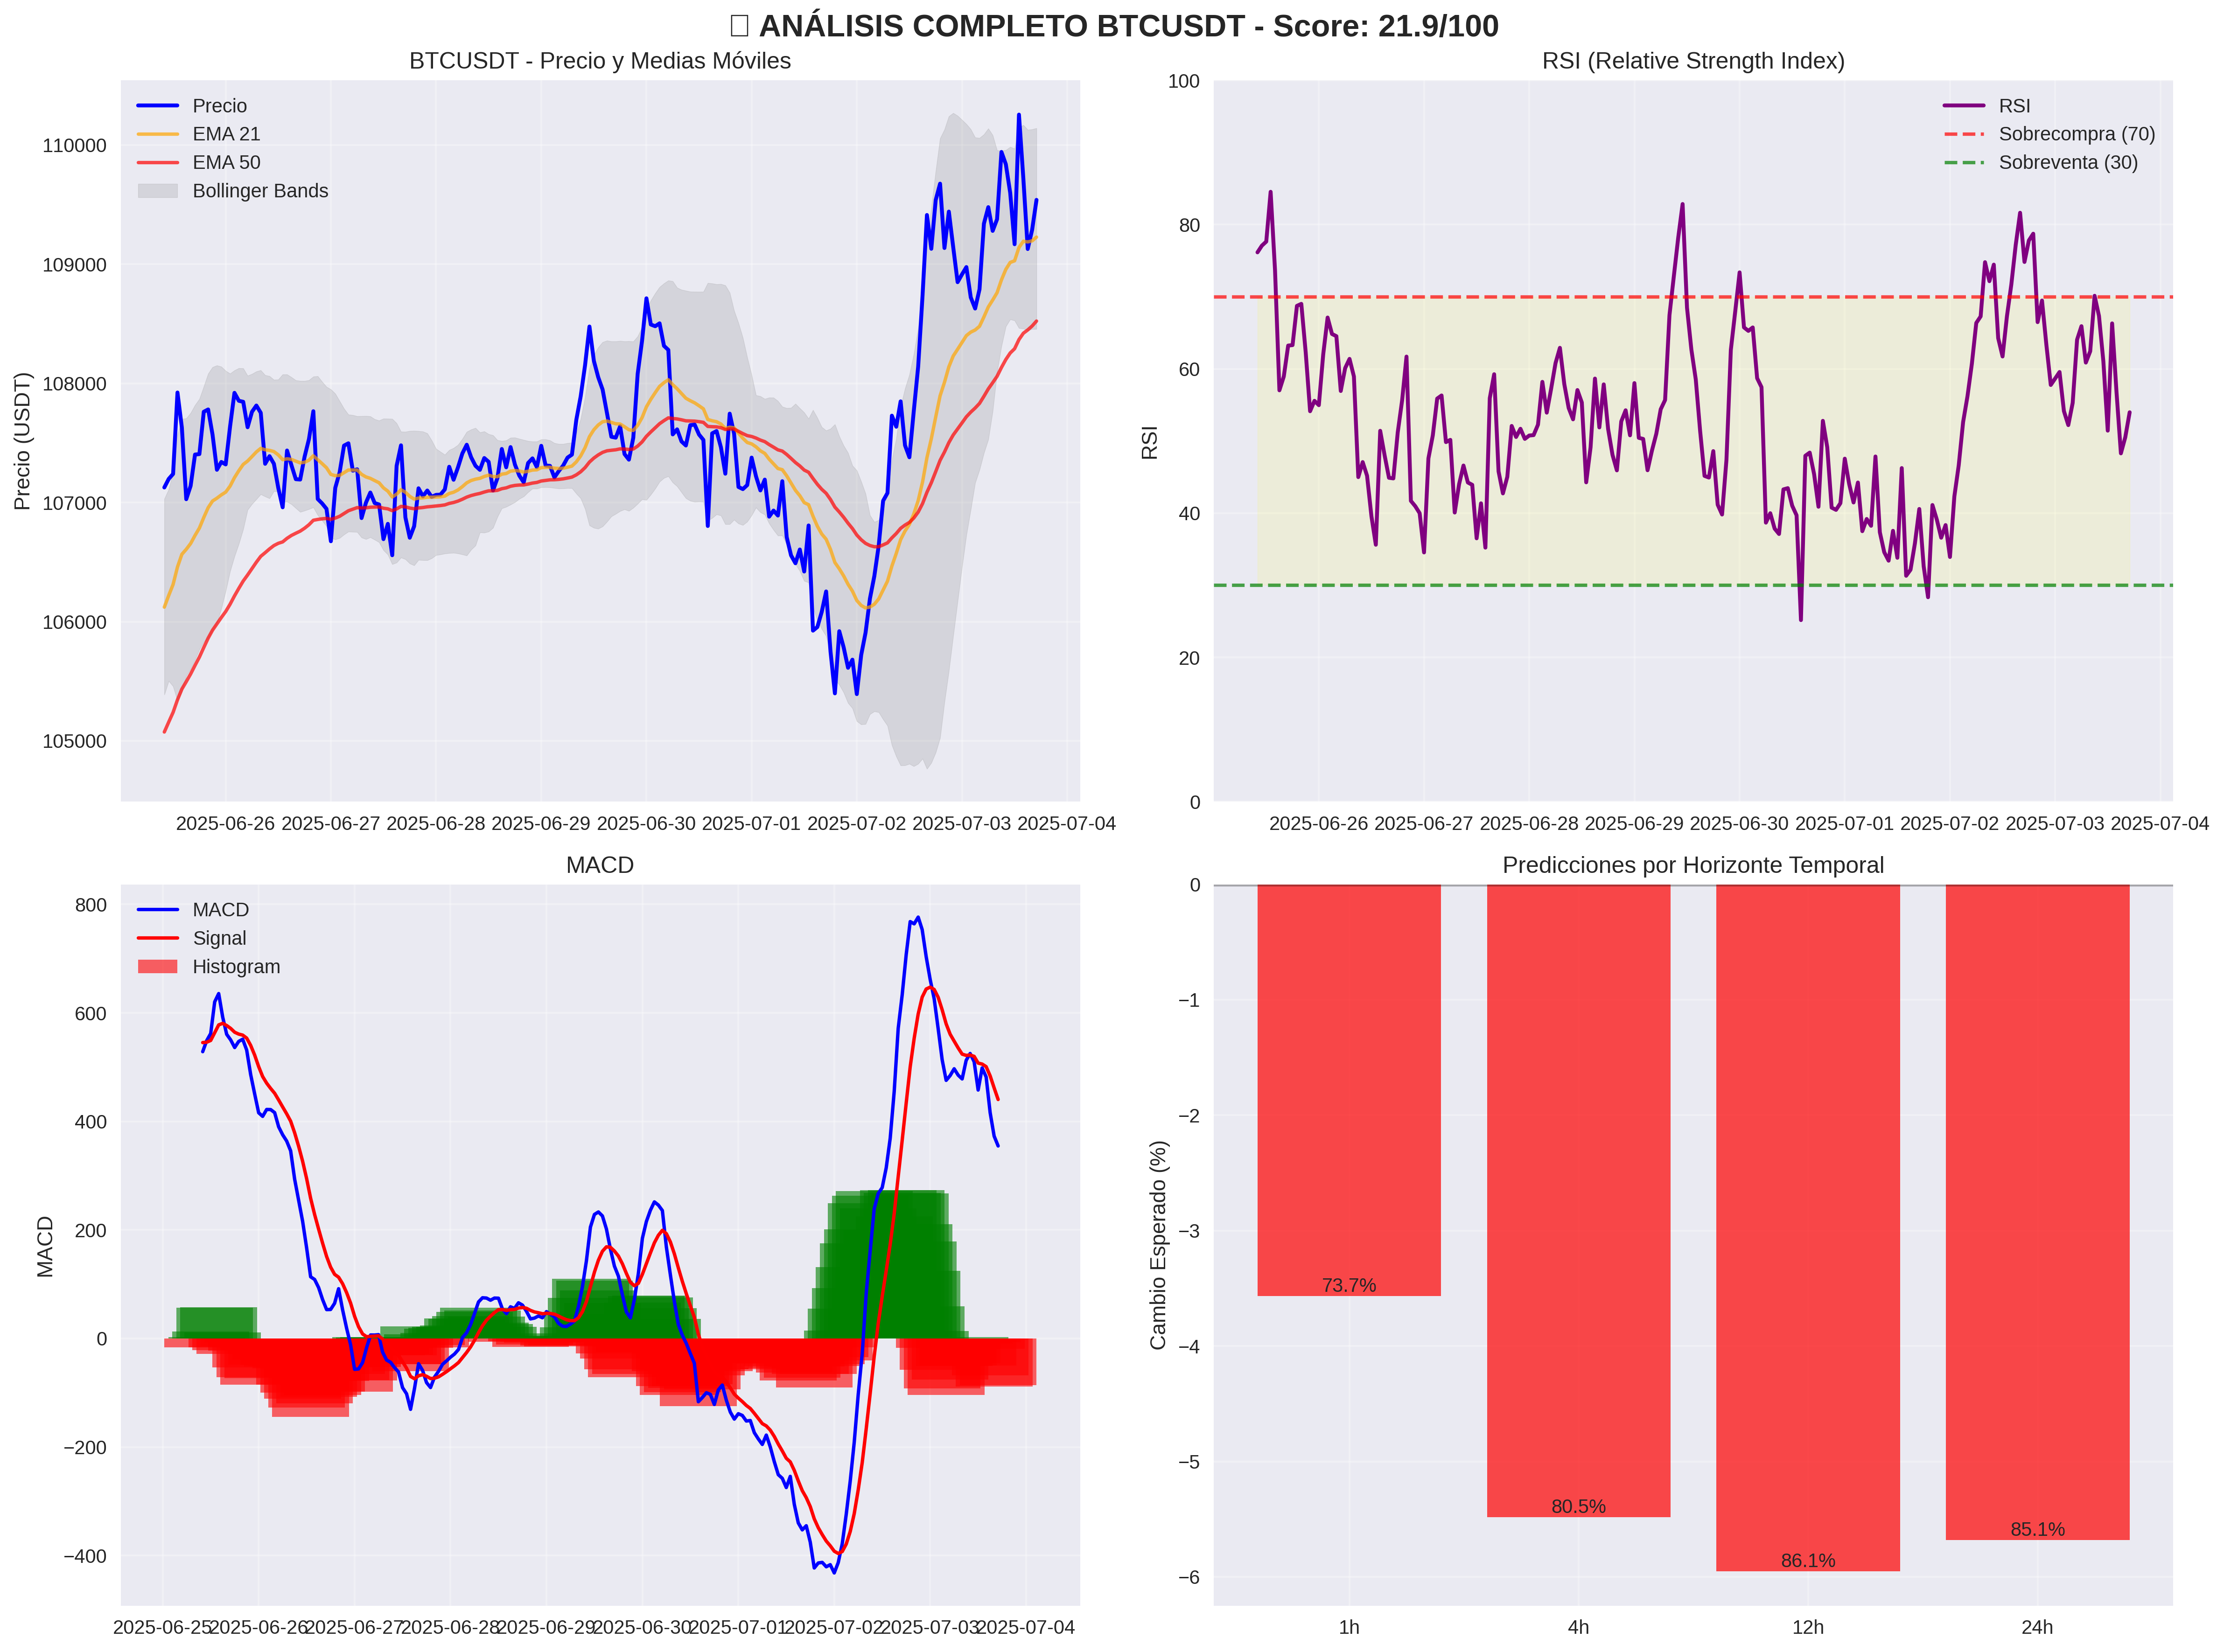 ANÁLISIS COMPLETO BTCUSDT - Score: 21.9/100
BTCUSDT - Precio y Medias Móviles
Precio
EMA 21
EMA 50
Bollinger Bands
Precio (USDT)
110000
109000
108000
107000
106000
105000
2025-06-26 2025-06-27 2025-06-28 2025-06-29 2025-06-30 2025-07-01 2025-07-02 2025-07-03 2025-07-04
RSI (Relative Strength Index)
RSI
Sobrecompra (70)
Sobreventa (30)
RSI
100
80
60
40
20
0
2025-06-26 2025-06-27 2025-06-28 2025-06-29 2025-06-30 2025-07-01 2025-07-02 2025-07-03 2025-07-04
MACD
MACD
Signal
Histogram
MACD
800
600
400
200
0
−200
−400
2025-06-25 2025-06-26 2025-06-27 2025-06-28 2025-06-29 2025-06-30 2025-07-01 2025-07-02 2025-07-03 2025-07-04
Predicciones por Horizonte Temporal
Cambio Esperado (%)
0
−1
−2
−3
−4
−5
−6
73.7%
80.5%
86.1%
85.1%
1h 4h 12h 24h